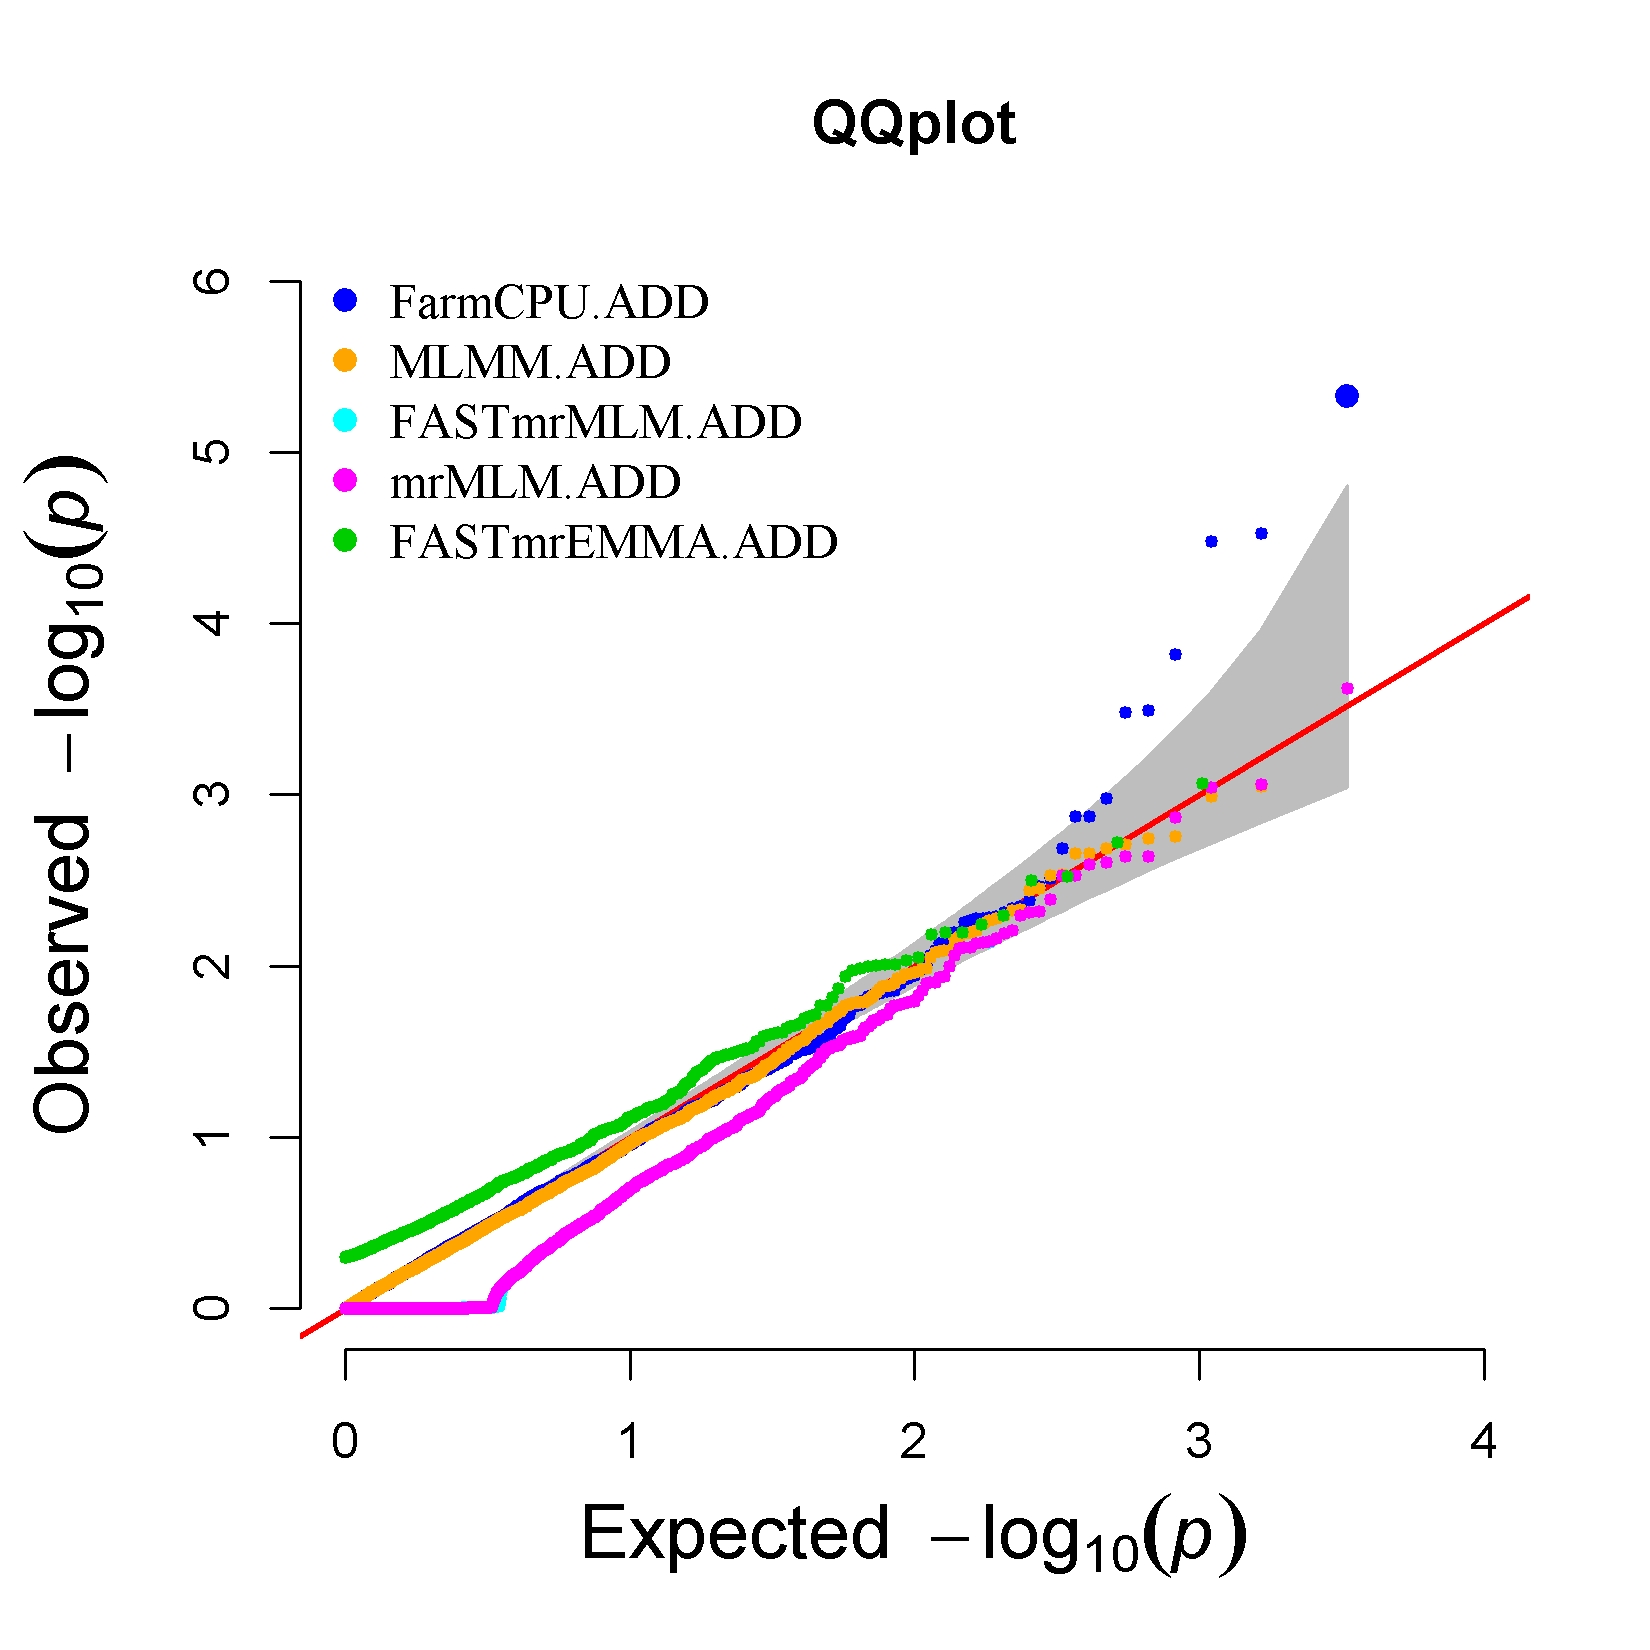 QQplot
FarmCPU.ADD
MLMM.ADD
FASTmrMLM.ADD
mrMLM.ADD
FASTmrEMMA.ADD
Observed −log₁₀(p)
6
5
4
3
2
1
0
0 1 2 3 4
Expected −log₁₀(p)